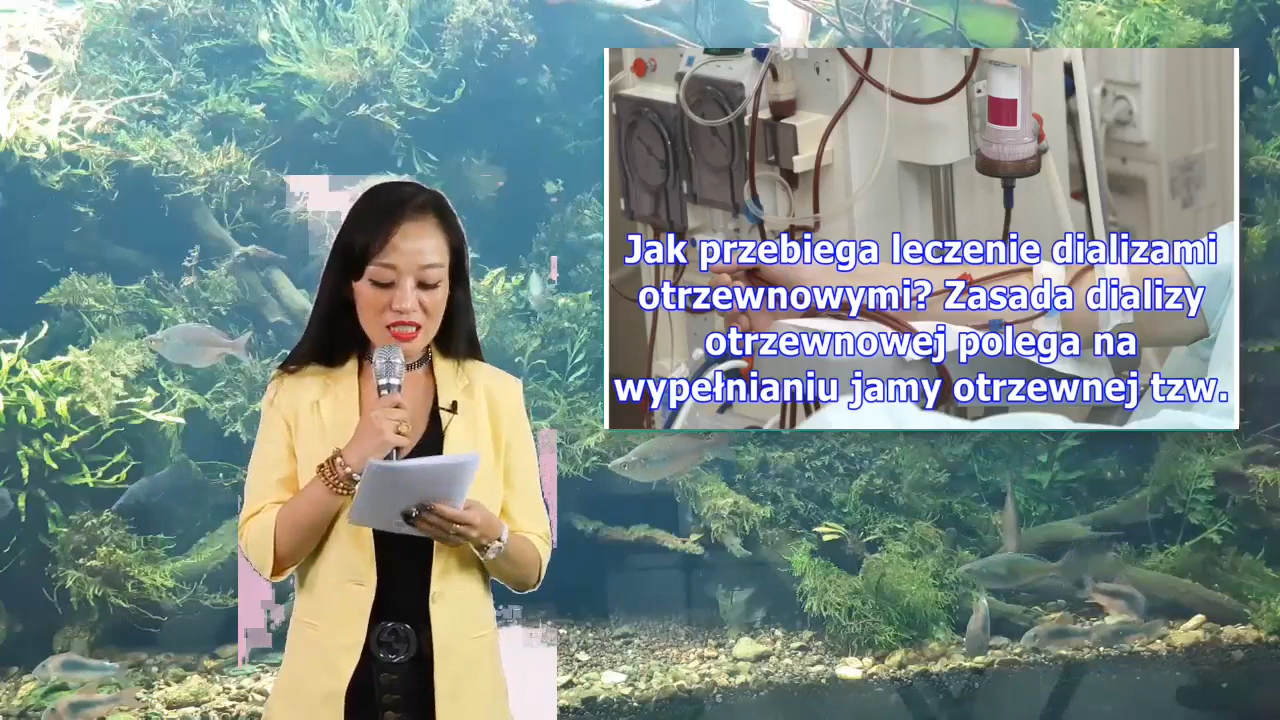 Jak przebiega leczenie dializami
otrzewnowymi? Zasada dializy
otrzewnowej polega na
wypełnianiu jamy otrzewnej tzw.